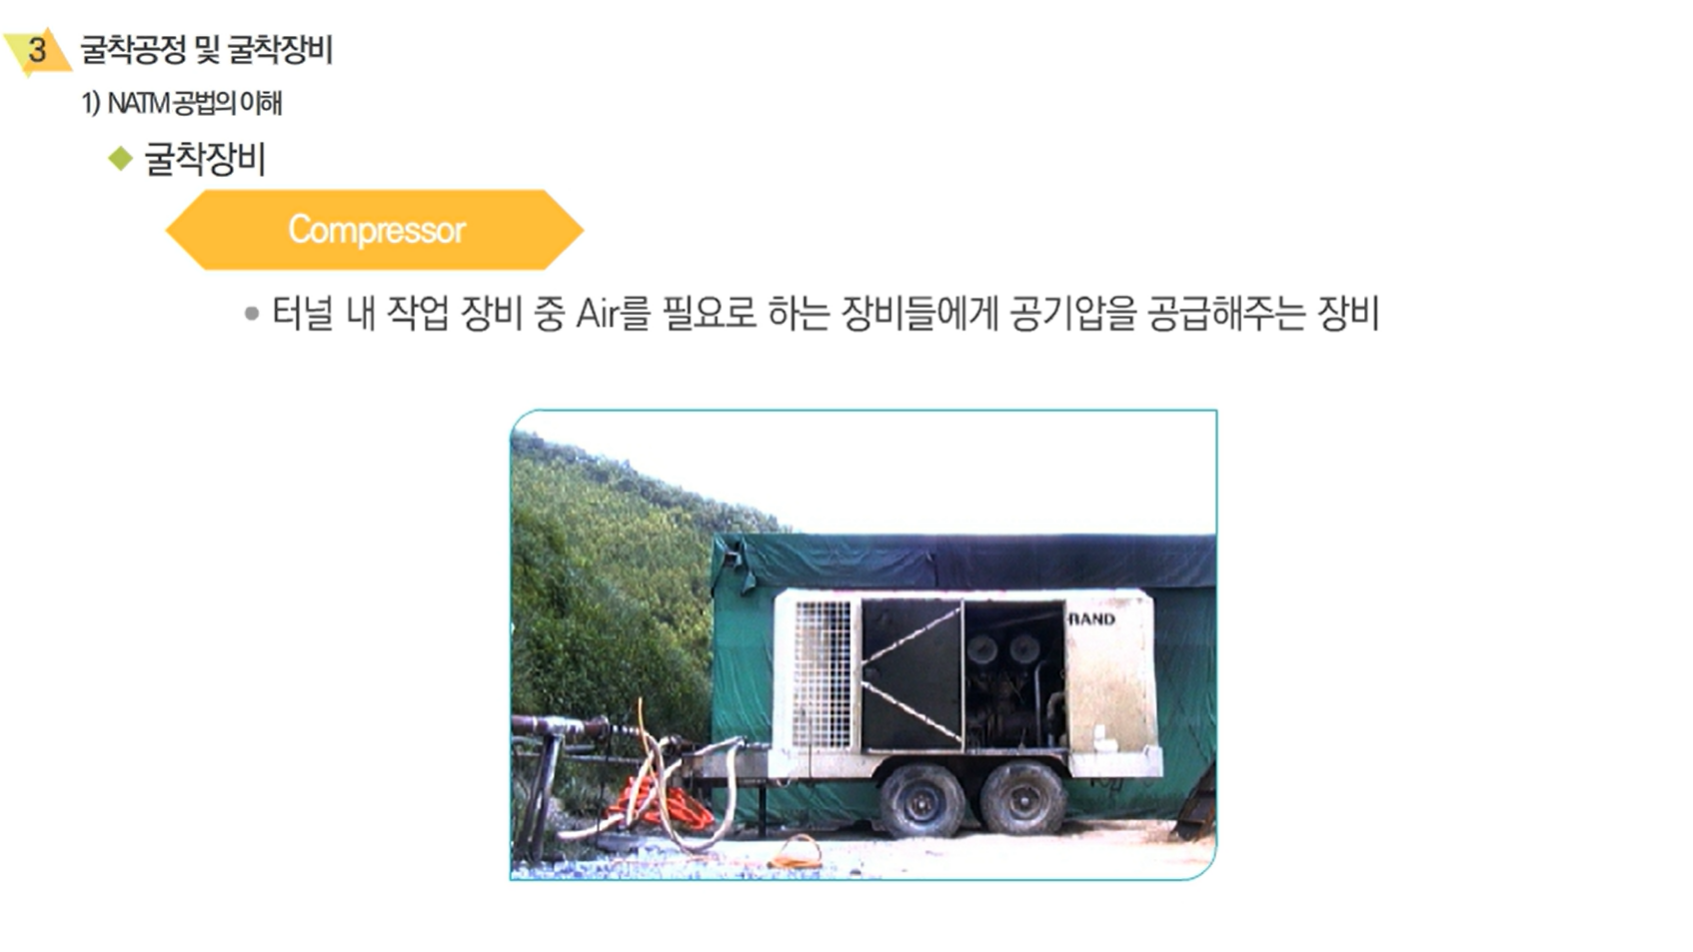 3 굴착공정 및 굴착장비
1) NATM 공법의 이해
굴착장비
Compressor
터널 내 작업 장비 중 Air를 필요로 하는 장비들에게 공기압을 공급해주는 장비
RAND